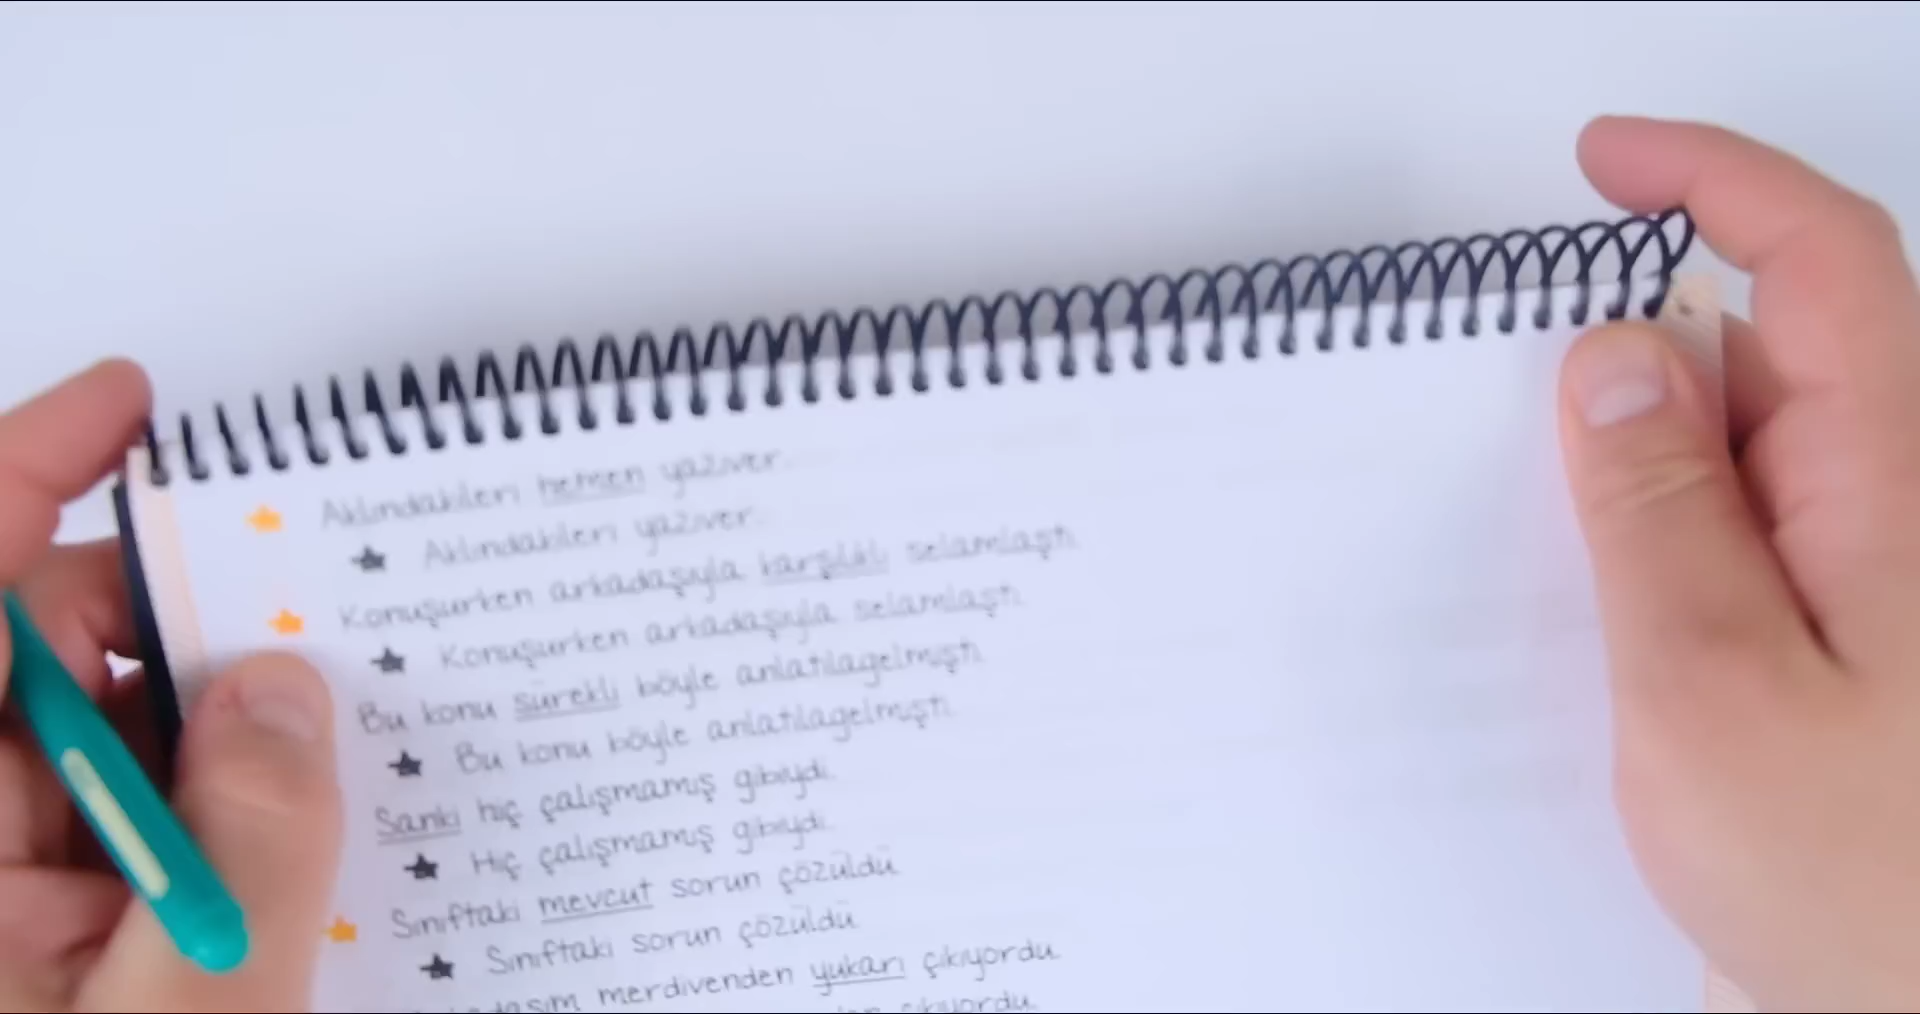 Aklındakileri hemen yazıver.
Aklındakileri yazıver.
Konuşurken arkadaşıyla karşılıklı selamlaştı.
Konuşurken arkadaşıyla selamlaştı.
Bu konu sürekli böyle anlatılagelmişti.
Bu konu böyle anlatılagelmişti.
Sanki hiç çalışmamış gibiydi.
Hiç çalışmamış gibiydi.
Sınıftaki mevcut sorun çözüldü.
Sınıftaki sorun çözüldü.
merdivenden yukarı çıkıyordu.
çıkıyordu.